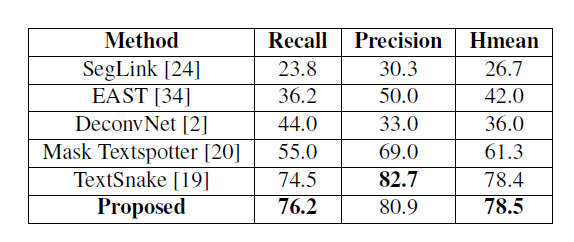 Method Recall Precision Hmean
SegLink [24] 23.8 30.3 26.7
EAST [34] 36.2 50.0 42.0
DeconvNet [2] 44.0 33.0 36.0
Mask Textspotter [20] 55.0 69.0 61.3
TextSnake [19] 74.5 82.7 78.4
Proposed 76.2 80.9 78.5